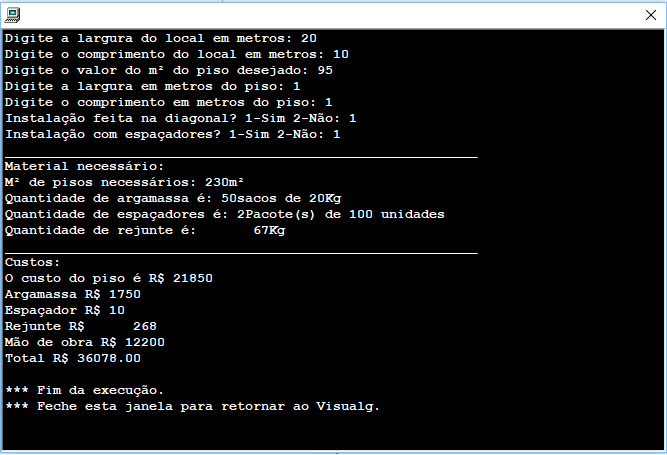 Digite a largura do local em metros: 20
Digite o comprimento do local em metros: 10
Digite o valor do m² do piso desejado: 95
Digite a largura em metros do piso: 1
Digite o comprimento em metros do piso: 1
Instalação feita na diagonal? 1-Sim 2-Não: 1
Instalação com espaçadores? 1-Sim 2-Não: 1
Material necessário:
M² de pisos necessários: 230m²
Quantidade de argamassa é: 50sacos de 20Kg
Quantidade de espaçadores é: 2Pacote(s) de 100 unidades
Quantidade de rejunte é:       67Kg
Custos:
O custo do piso é R$ 21850
Argamassa R$ 1750
Espaçador R$ 10
Rejunte R$      268
Mão de obra R$ 12200
Total R$ 36078.00
*** Fim da execução.
*** Feche esta janela para retornar ao Visualg.